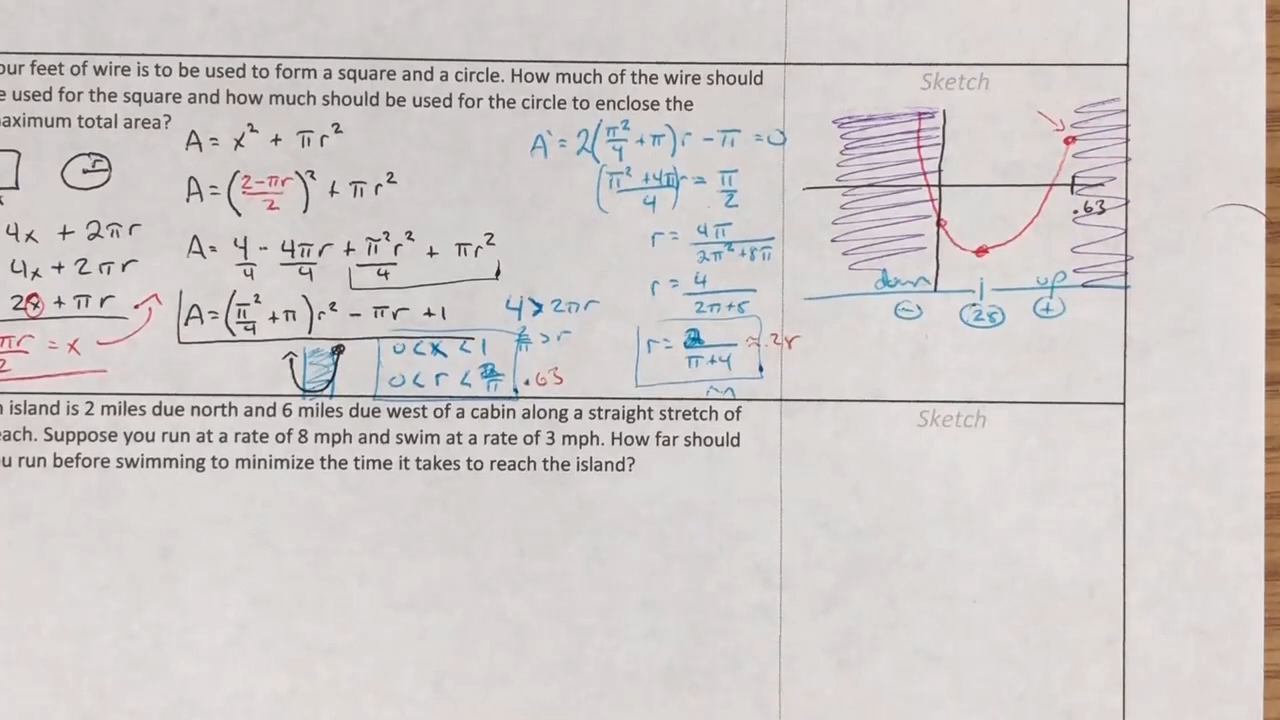 our feet of wire is to be used to form a square and a circle. How much of the wire should
e used for the square and how much should be used for the circle to enclose the
aximum total area?
Sketch
r
4x + 2πr
4x + 2πr
2x + πr
πr/2 = x
A = x² + πr²
A = ((2-πr)/2)² + πr²
A = 4/4 - 4πr/4 + π²r²/4 + πr²
A = (π²/4 + π)r² - πr + 1
0 < x < 1
0 < r < 2/π
.63
4 > 2πr
2/π > r
A' = 2(π²/4 + π)r - π = 0
(π² + 4π)/4 r = π/2
r = 4π/(2π² + 8π)
r = 4/(2π+8)
r = 2/(π+4) ≈ .28
.63
down
up
-
.28
+
n island is 2 miles due north and 6 miles due west of a cabin along a straight stretch of
each. Suppose you run at a rate of 8 mph and swim at a rate of 3 mph. How far should
u run before swimming to minimize the time it takes to reach the island?
Sketch